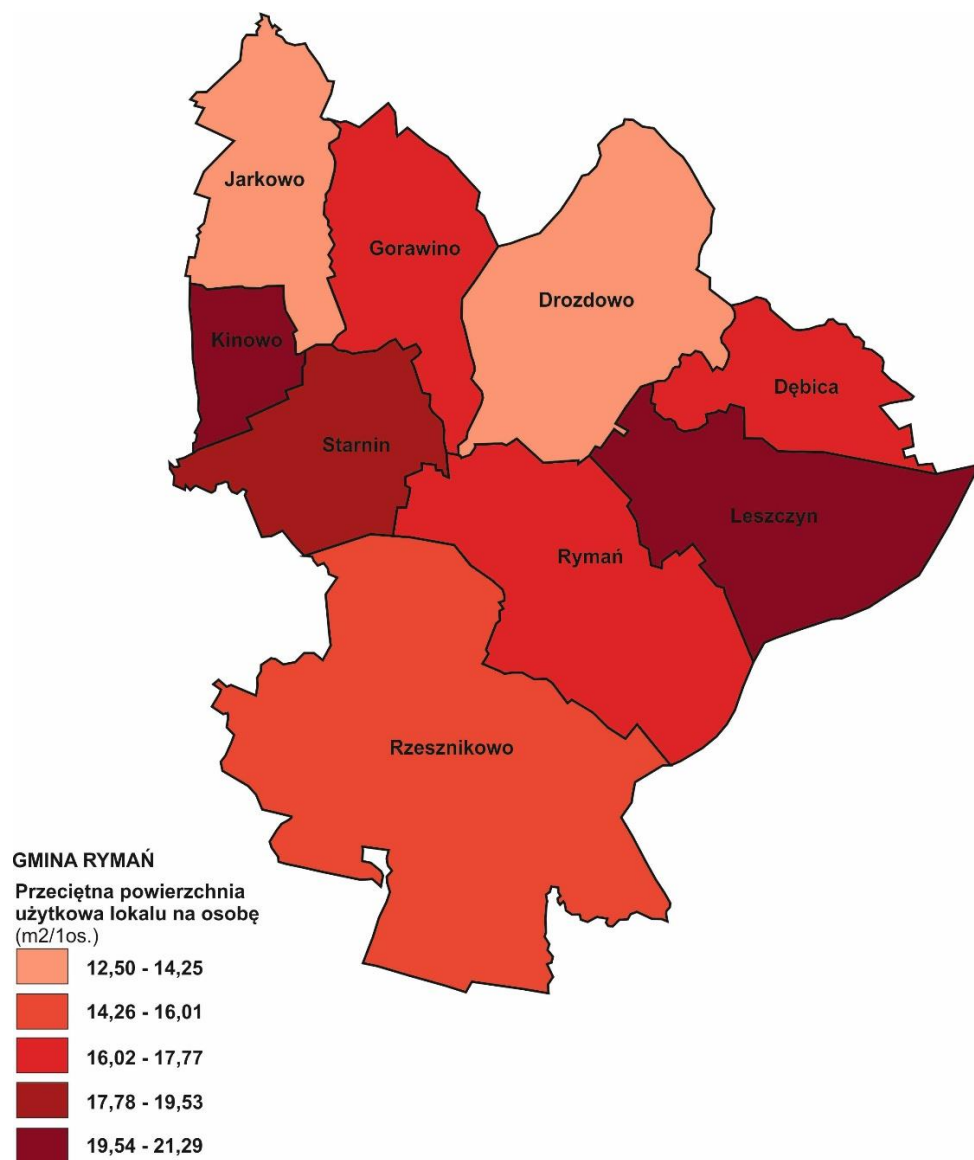 Jarkowo
Gorawino
Drozdowo
Kinowo
Dębica
Starnin
Leszczyn
Rymań
Rzesznikowo
GMINA RYMAŃ
Przeciętna powierzchnia
użytkowa lokalu na osobę
(m2/1os.)
12,50 - 14,25
14,26 - 16,01
16,02 - 17,77
17,78 - 19,53
19,54 - 21,29